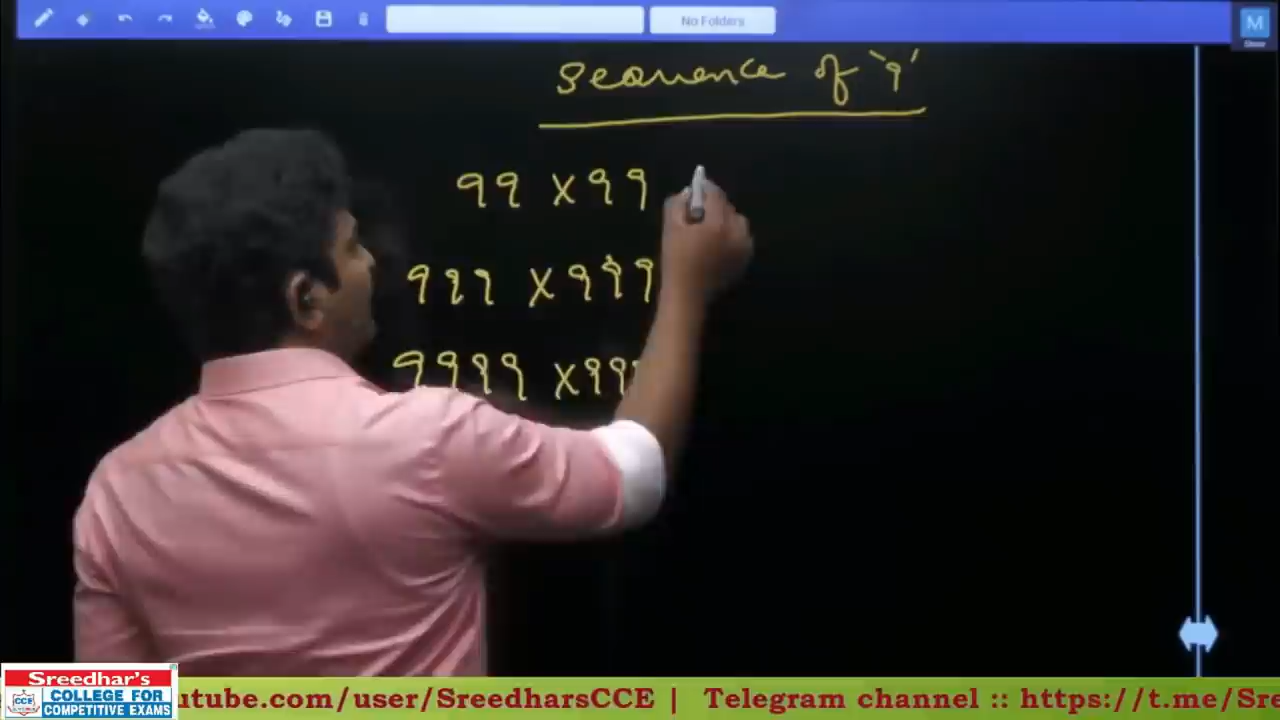 No Folders
M
Close
Sequence of '9'
99 × 99
999 × 999
9999 × 999
Sreedhar's
CCE
COLLEGE FOR
COMPETITIVE EXAMS
utube.com/user/SreedharsCCE | Telegram channel :: https://t.me/Sre